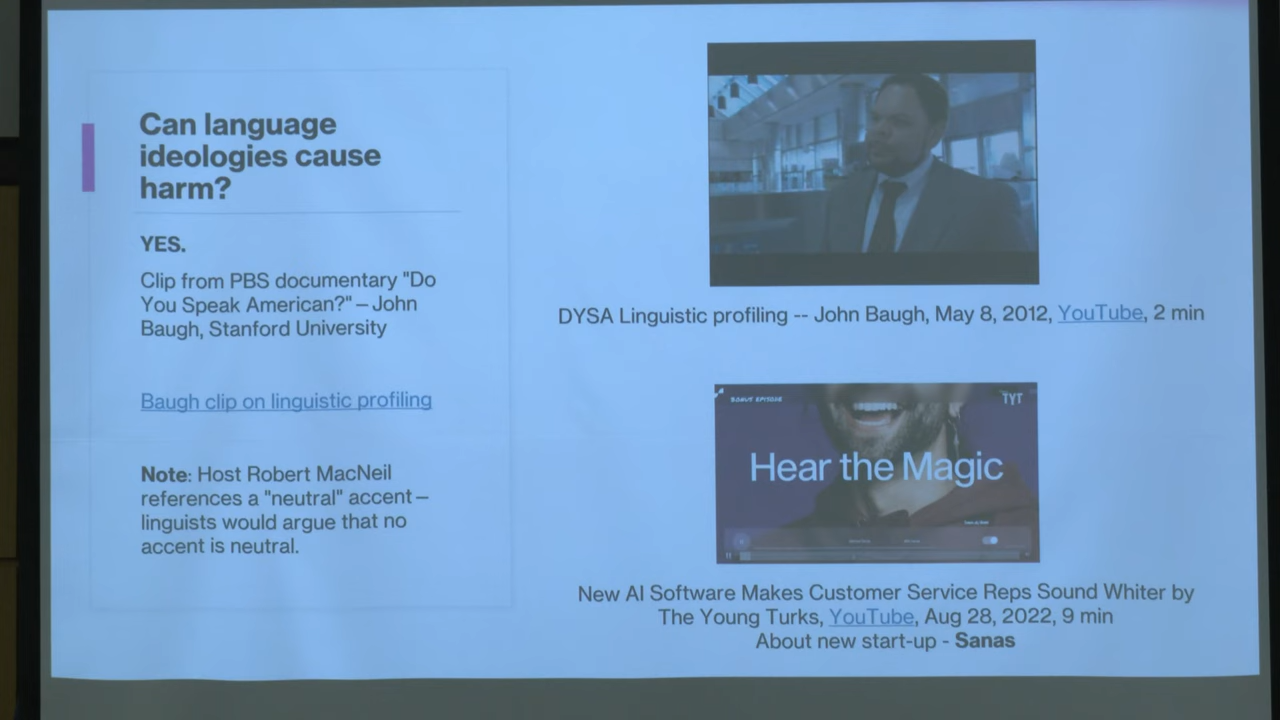 Can language
ideologies cause
harm?
YES.
Clip from PBS documentary "Do
You Speak American?" – John
Baugh, Stanford University
Baugh clip on linguistic profiling
Note: Host Robert MacNeil
references a "neutral" accent –
linguists would argue that no
accent is neutral.
DYSA Linguistic profiling -- John Baugh, May 8, 2012, YouTube, 2 min
BONUS EPISODE
TYT
Hear the Magic
New AI Software Makes Customer Service Reps Sound Whiter by
The Young Turks, YouTube, Aug 28, 2022, 9 min
About new start-up - Sanas